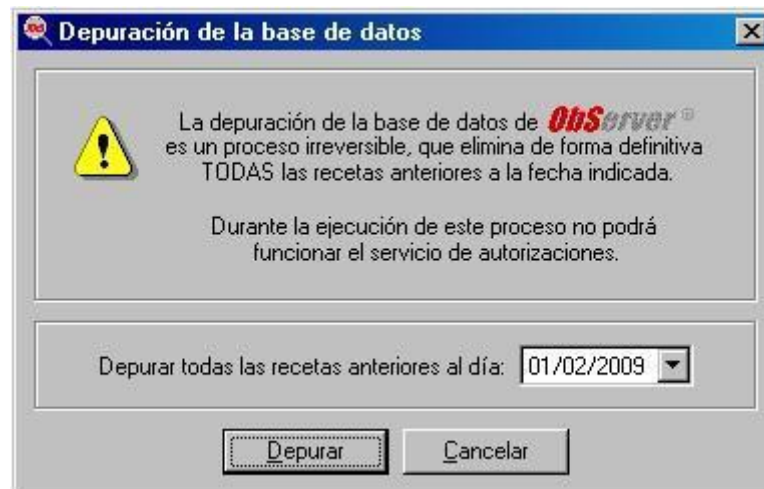 Depuración de la base de datos
La depuración de la base de datos de ObServer ®
es un proceso irreversible, que elimina de forma definitiva
TODAS las recetas anteriores a la fecha indicada.
Durante la ejecución de este proceso no podrá
funcionar el servicio de autorizaciones.
Depurar todas las recetas anteriores al día: 01/02/2009
Depurar Cancelar